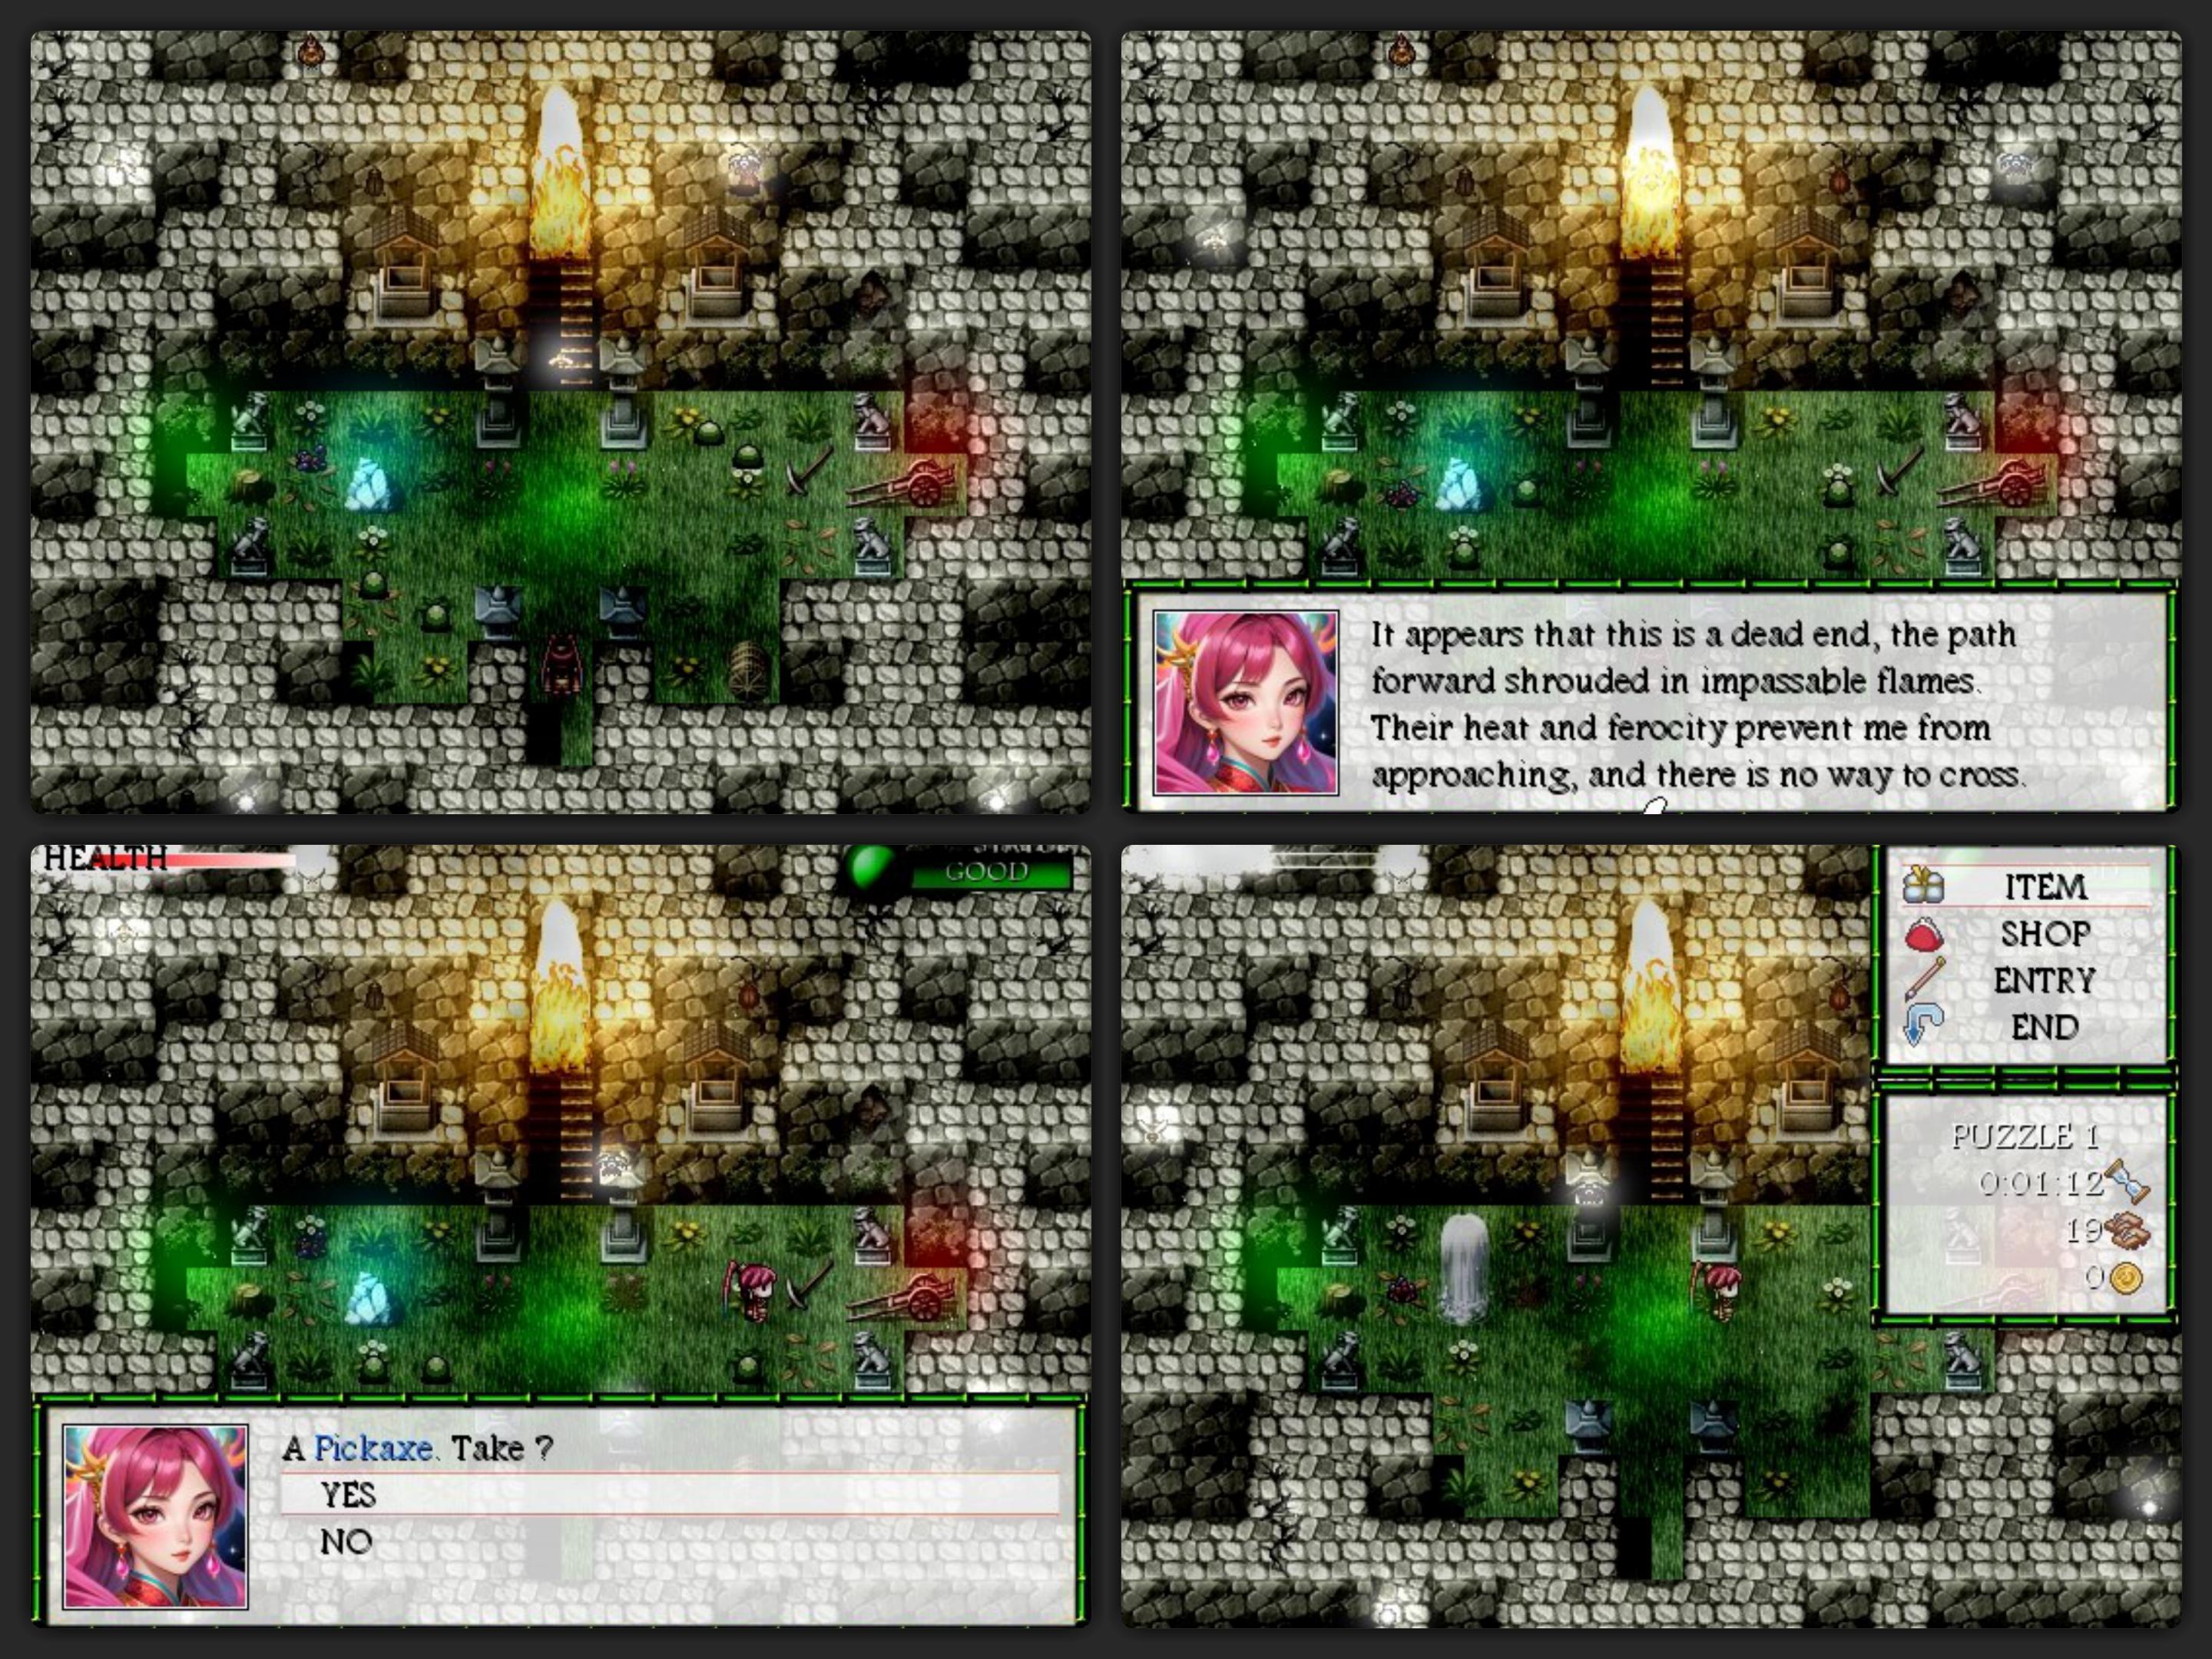 It appears that this is a dead end, the path
forward shrouded in impassable flames.
Their heat and ferocity prevent me from
approaching, and there is no way to cross.
HEALTH
GOOD
A Pickaxe. Take ?
YES
NO
ITEM
SHOP
ENTRY
END
PUZZLE 1
0:01:12
19
0